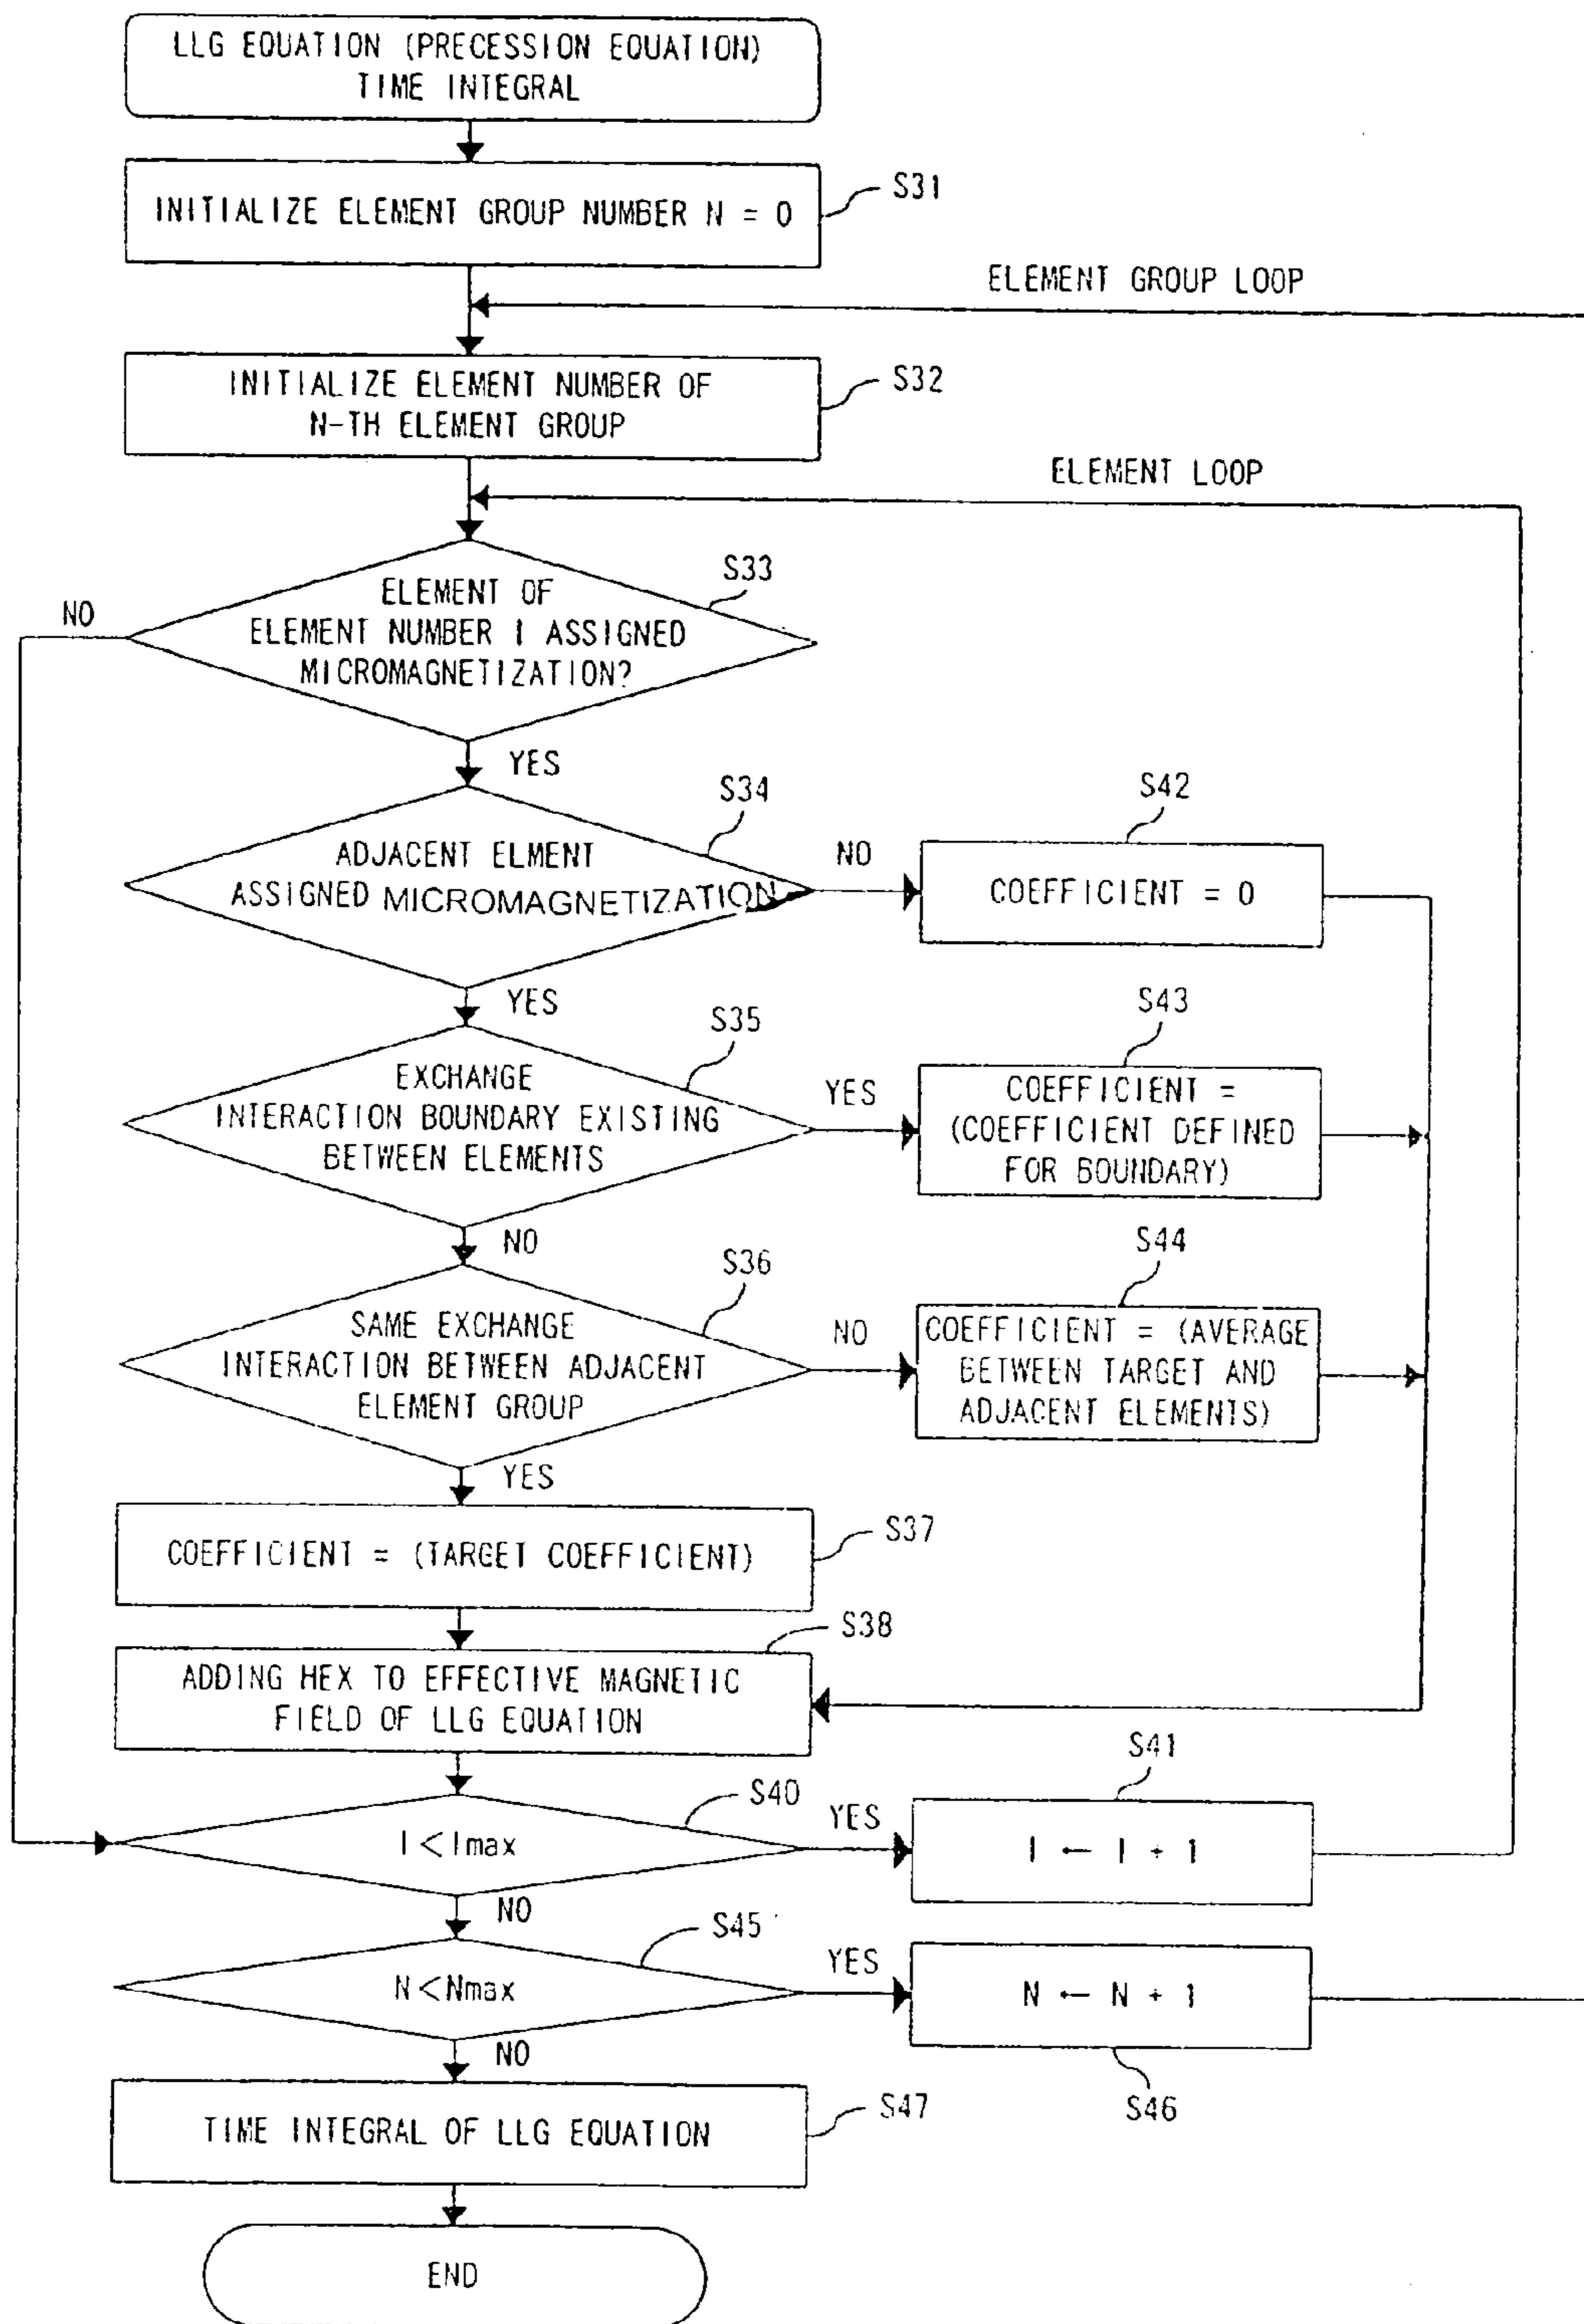 LLG EQUATION (PRECESSION EQUATION)
TIME INTEGRAL
INITIALIZE ELEMENT GROUP NUMBER N = 0
S31
ELEMENT GROUP LOOP
INITIALIZE ELEMENT NUMBER OF
N-TH ELEMENT GROUP
S32
ELEMENT LOOP
S33
ELEMENT OF
ELEMENT NUMBER I ASSIGNED
MICROMAGNETIZATION?
NO
YES
S34
ADJACENT ELMENT
ASSIGNED MICROMAGNETIZATION
NO
S42
COEFFICIENT = 0
YES
S35
EXCHANGE
INTERACTION BOUNDARY EXISTING
BETWEEN ELEMENTS
YES
S43
COEFFICIENT =
(COEFFICIENT DEFINED
FOR BOUNDARY)
NO
S36
SAME EXCHANGE
INTERACTION BETWEEN ADJACENT
ELEMENT GROUP
NO
S44
COEFFICIENT = (AVERAGE
BETWEEN TARGET AND
ADJACENT ELEMENTS)
YES
COEFFICIENT = (TARGET COEFFICIENT)
S37
S38
ADDING HEX TO EFFECTIVE MAGNETIC
FIELD OF LLG EQUATION
S40
I < Imax
YES
S41
I ← I + 1
NO
S45
N < Nmax
YES
N ← N + 1
S46
NO
TIME INTEGRAL OF LLG EQUATION
S47
END